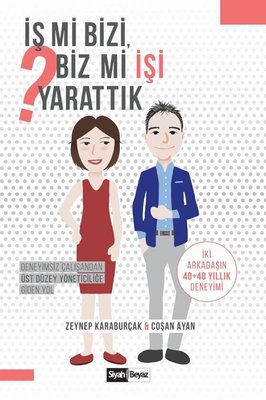 İŞ Mİ BİZİ,
BİZ Mİ İŞİ
? YARATTIK
DENEYİMSİZ ÇALIŞANDAN
ÜST DÜZEY YÖNETİCİLİĞE
GİDEN YOL
İKİ
ARKADAŞIN
40+40 YILLIK
DENEYİMİ
ZEYNEP KARABURÇAK & COŞAN AYAN
Siyah Beyaz